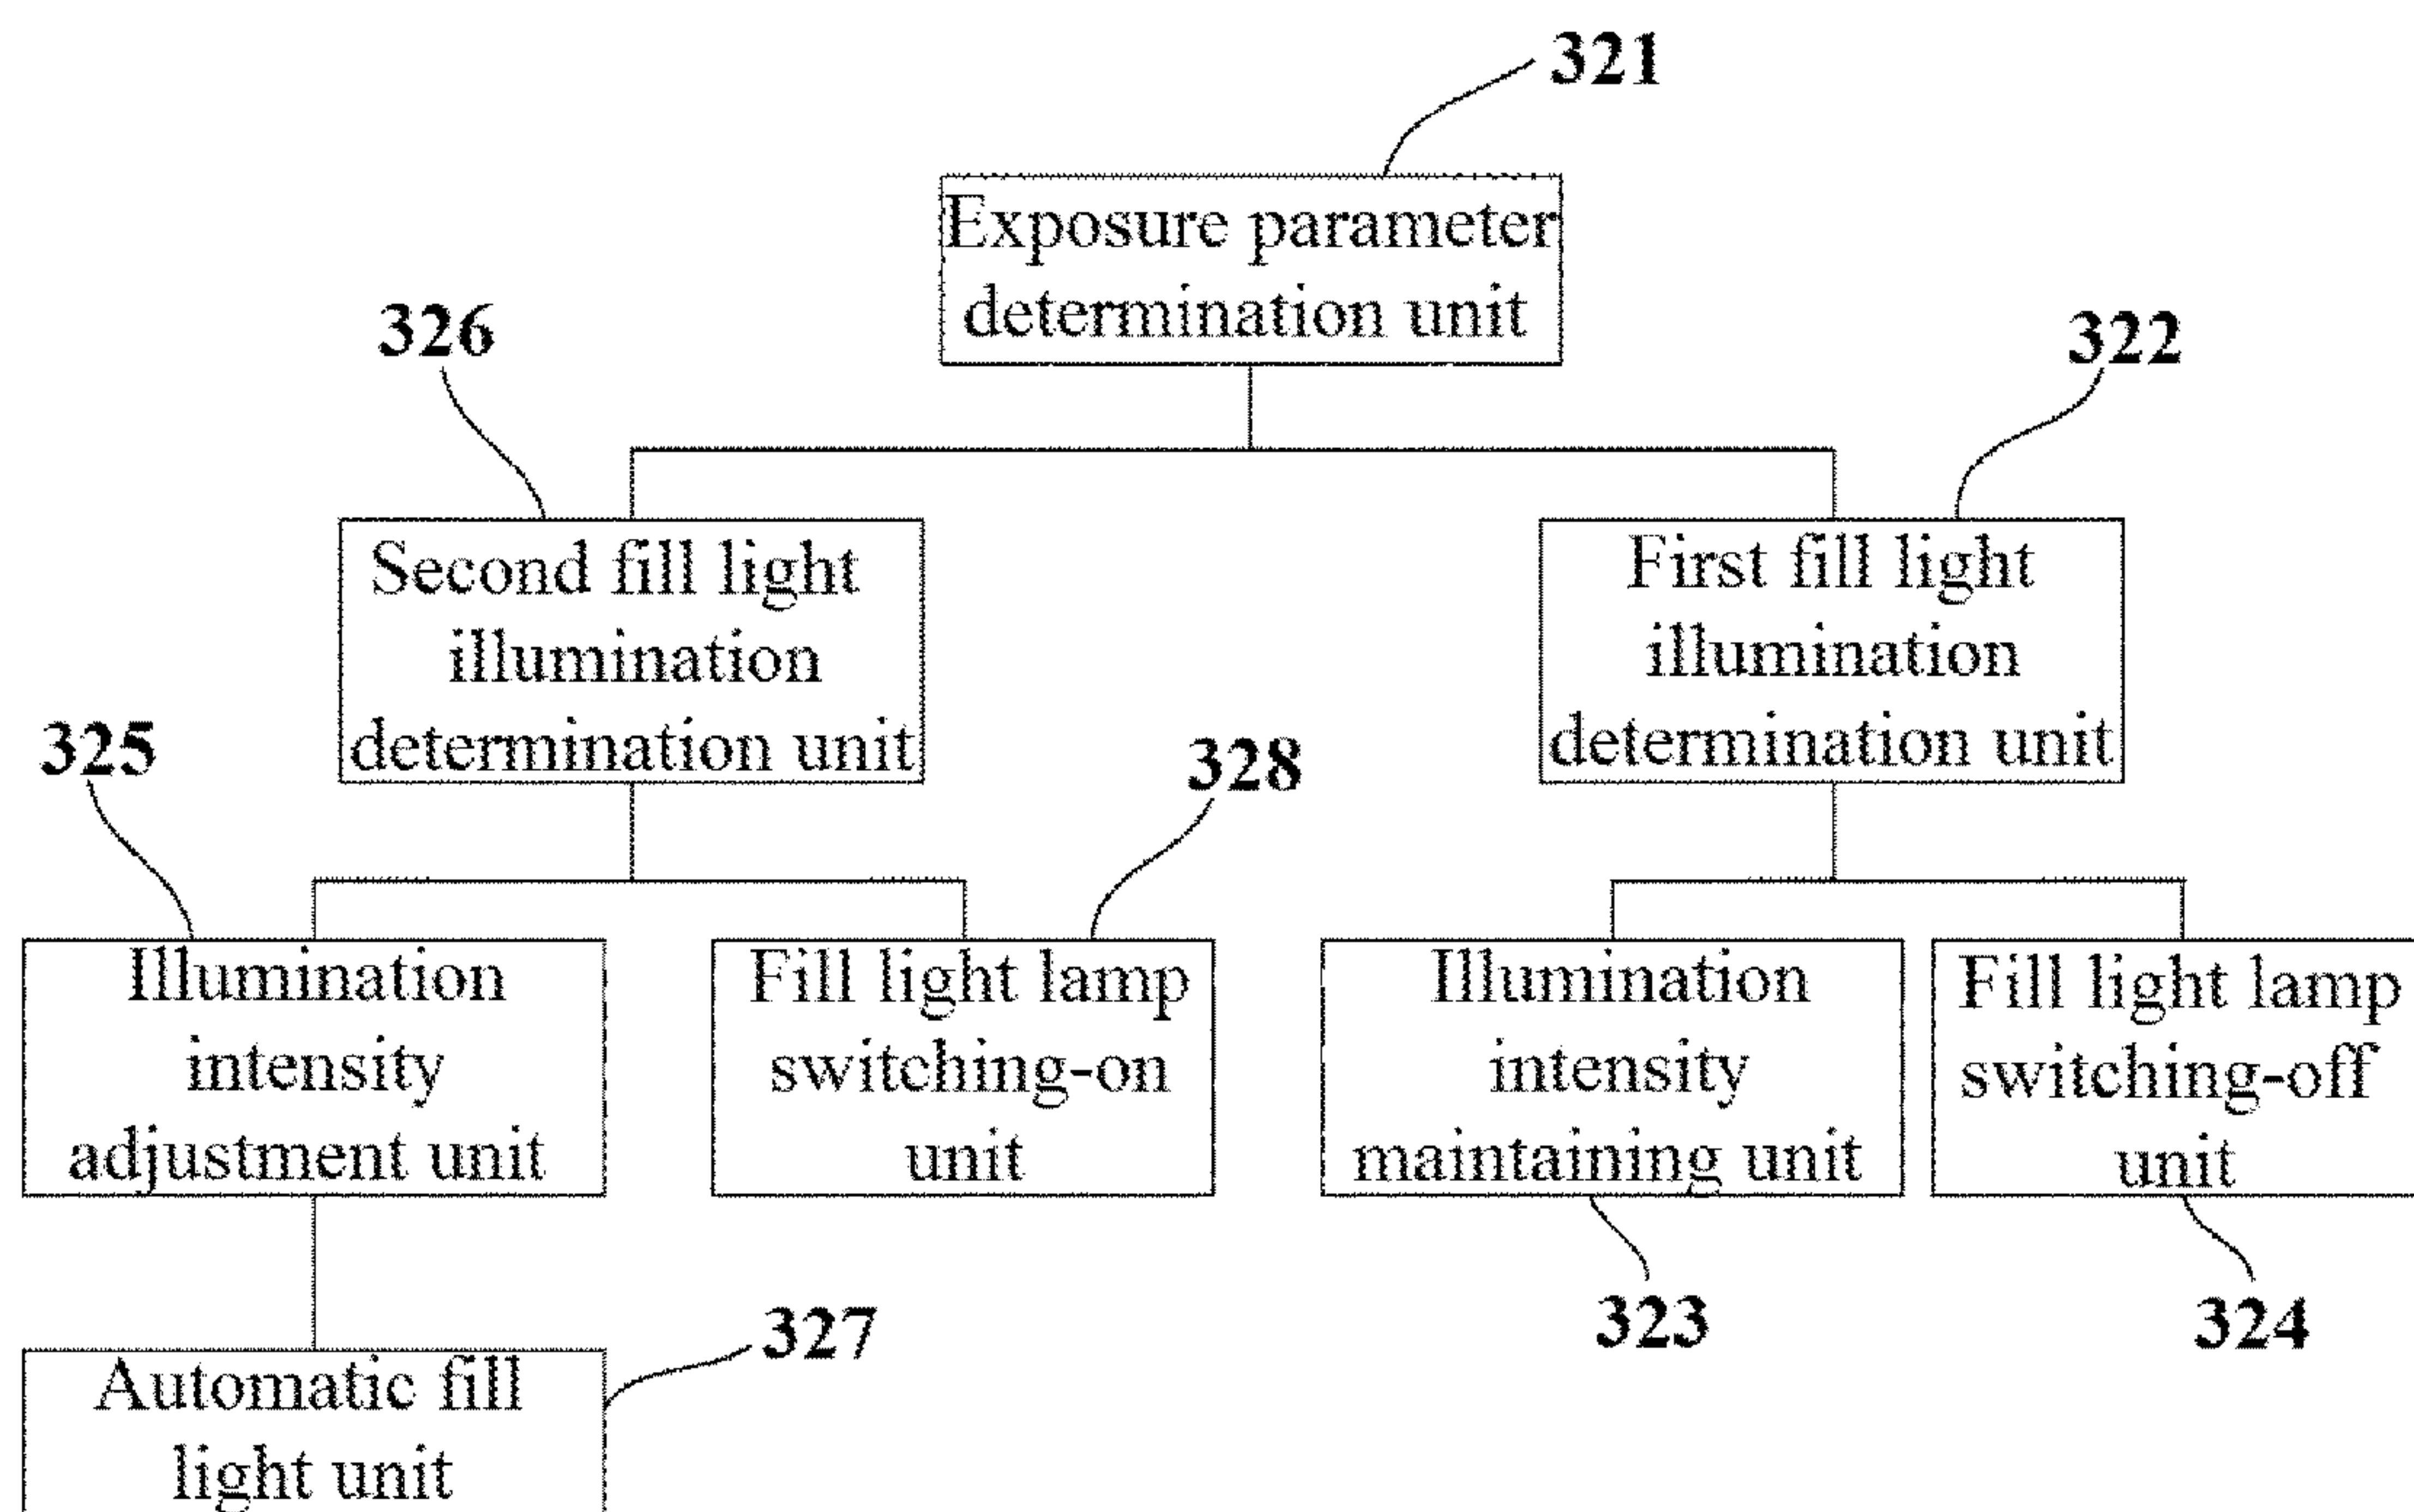 321
Exposure parameter
determination unit
326
322
Second fill light
illumination
determination unit
First fill light
illumination
determination unit
325
328
Illumination
intensity
adjustment unit
Fill light lamp
switching-on
unit
Illumination
intensity
maintaining unit
Fill light lamp
switching-off
unit
327
323
324
Automatic fill
light unit